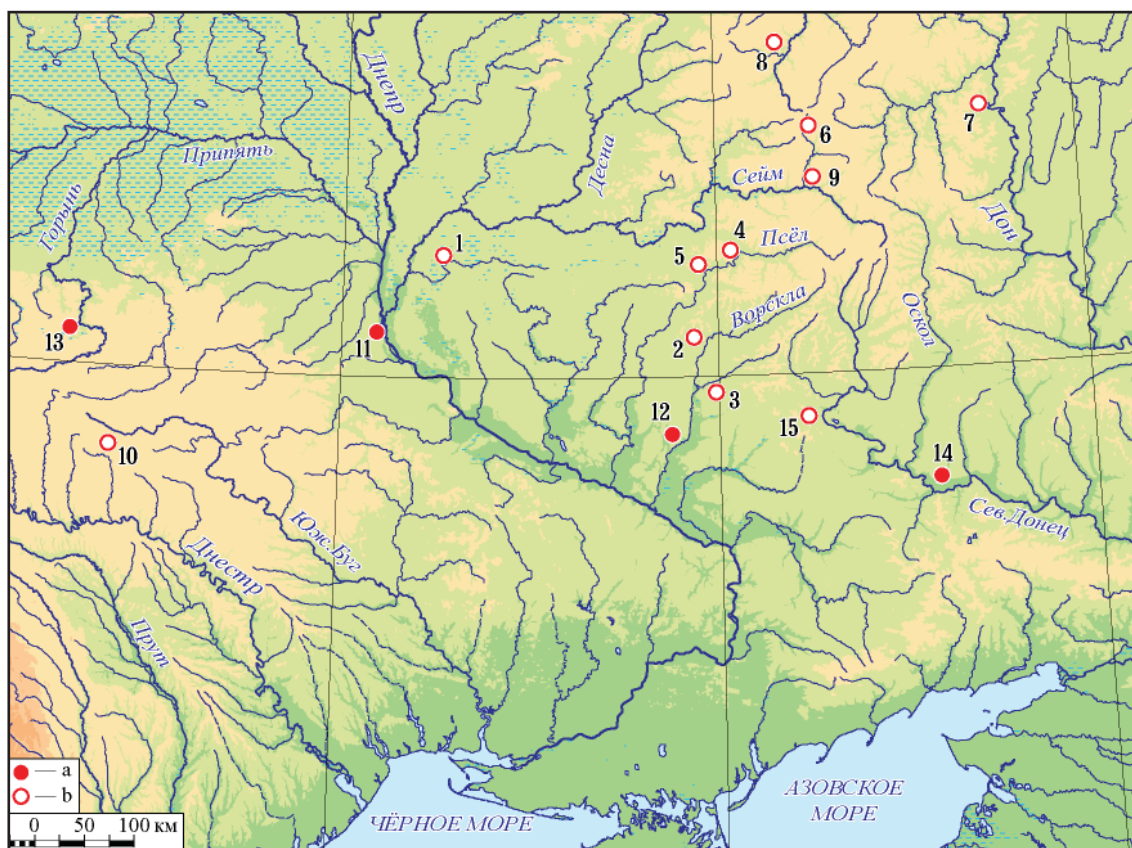 8
Днепр
7
6
Припять
Десна
Сейм
9
Горынь
Дон
1
4
Псёл
5
Ворскла
Оскол
13
11
2
3
12
15
10
14
Сев.Донец
Юж.Буг
Днестр
Прут
— a
— b
0 50 100 км
ЧЁРНОЕ МОРЕ
АЗОВСКОЕ
МОРЕ